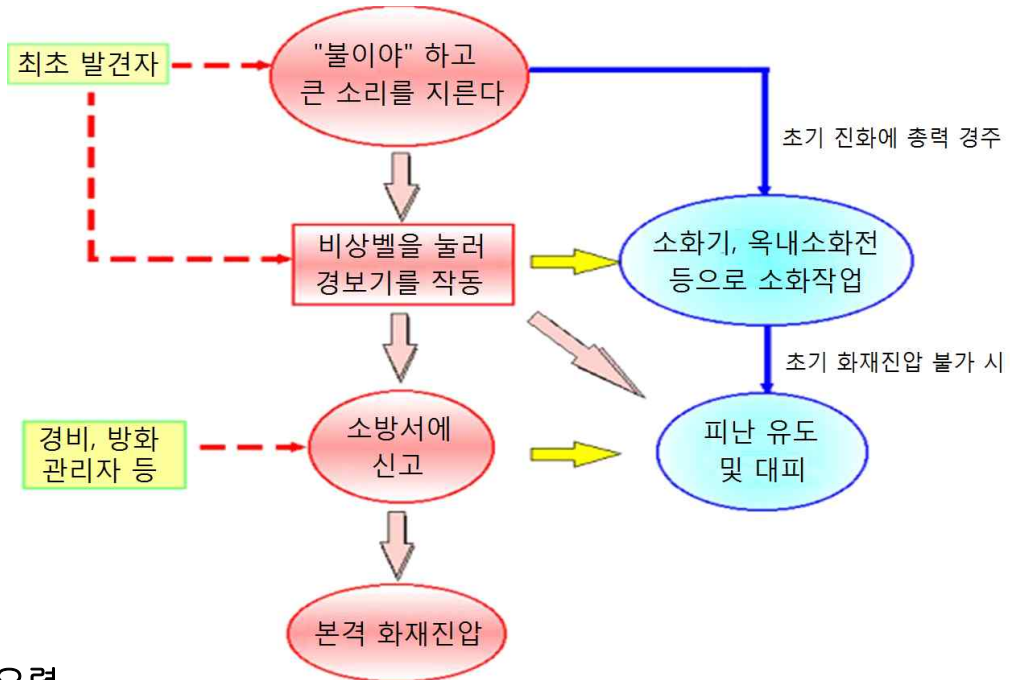 "불이야" 하고
큰 소리를 지른다
최초 발견자
초기 진화에 총력 경주
비상벨을 눌러
경보기를 작동
소화기, 옥내소화전
등으로 소화작업
초기 화재진압 불가 시
경비, 방화
관리자 등
소방서에
신고
피난 유도
및 대피
본격 화재진압